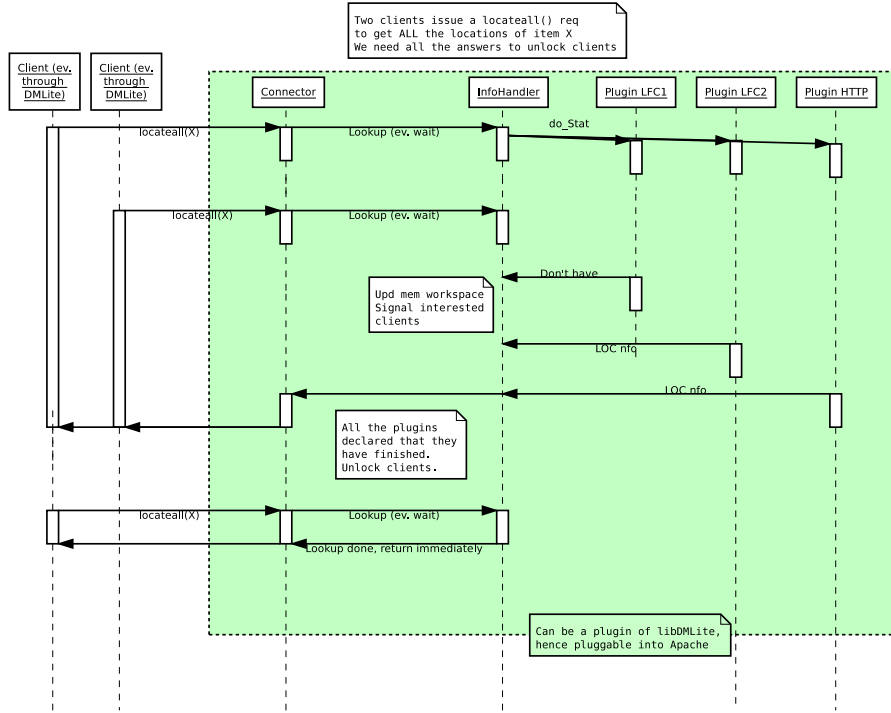 Two clients issue a locateall() req
to get ALL the locations of item X
We need all the answers to unlock clients
Client (ev.
through
DMLite)
Client (ev.
through
DMLite)
Connector
InfoHandler
Plugin LFC1
Plugin LFC2
Plugin HTTP
locateall(X)
Lookup (ev. wait)
do_Stat
locateall(X)
Lookup (ev. wait)
Don't have
Upd mem workspace
Signal interested
clients
LOC nfo
LOC nfo
All the plugins
declared that they
have finished.
Unlock clients.
locateall(X)
Lookup (ev. wait)
Lookup done, return immediately
Can be a plugin of libDMLite,
hence pluggable into Apache